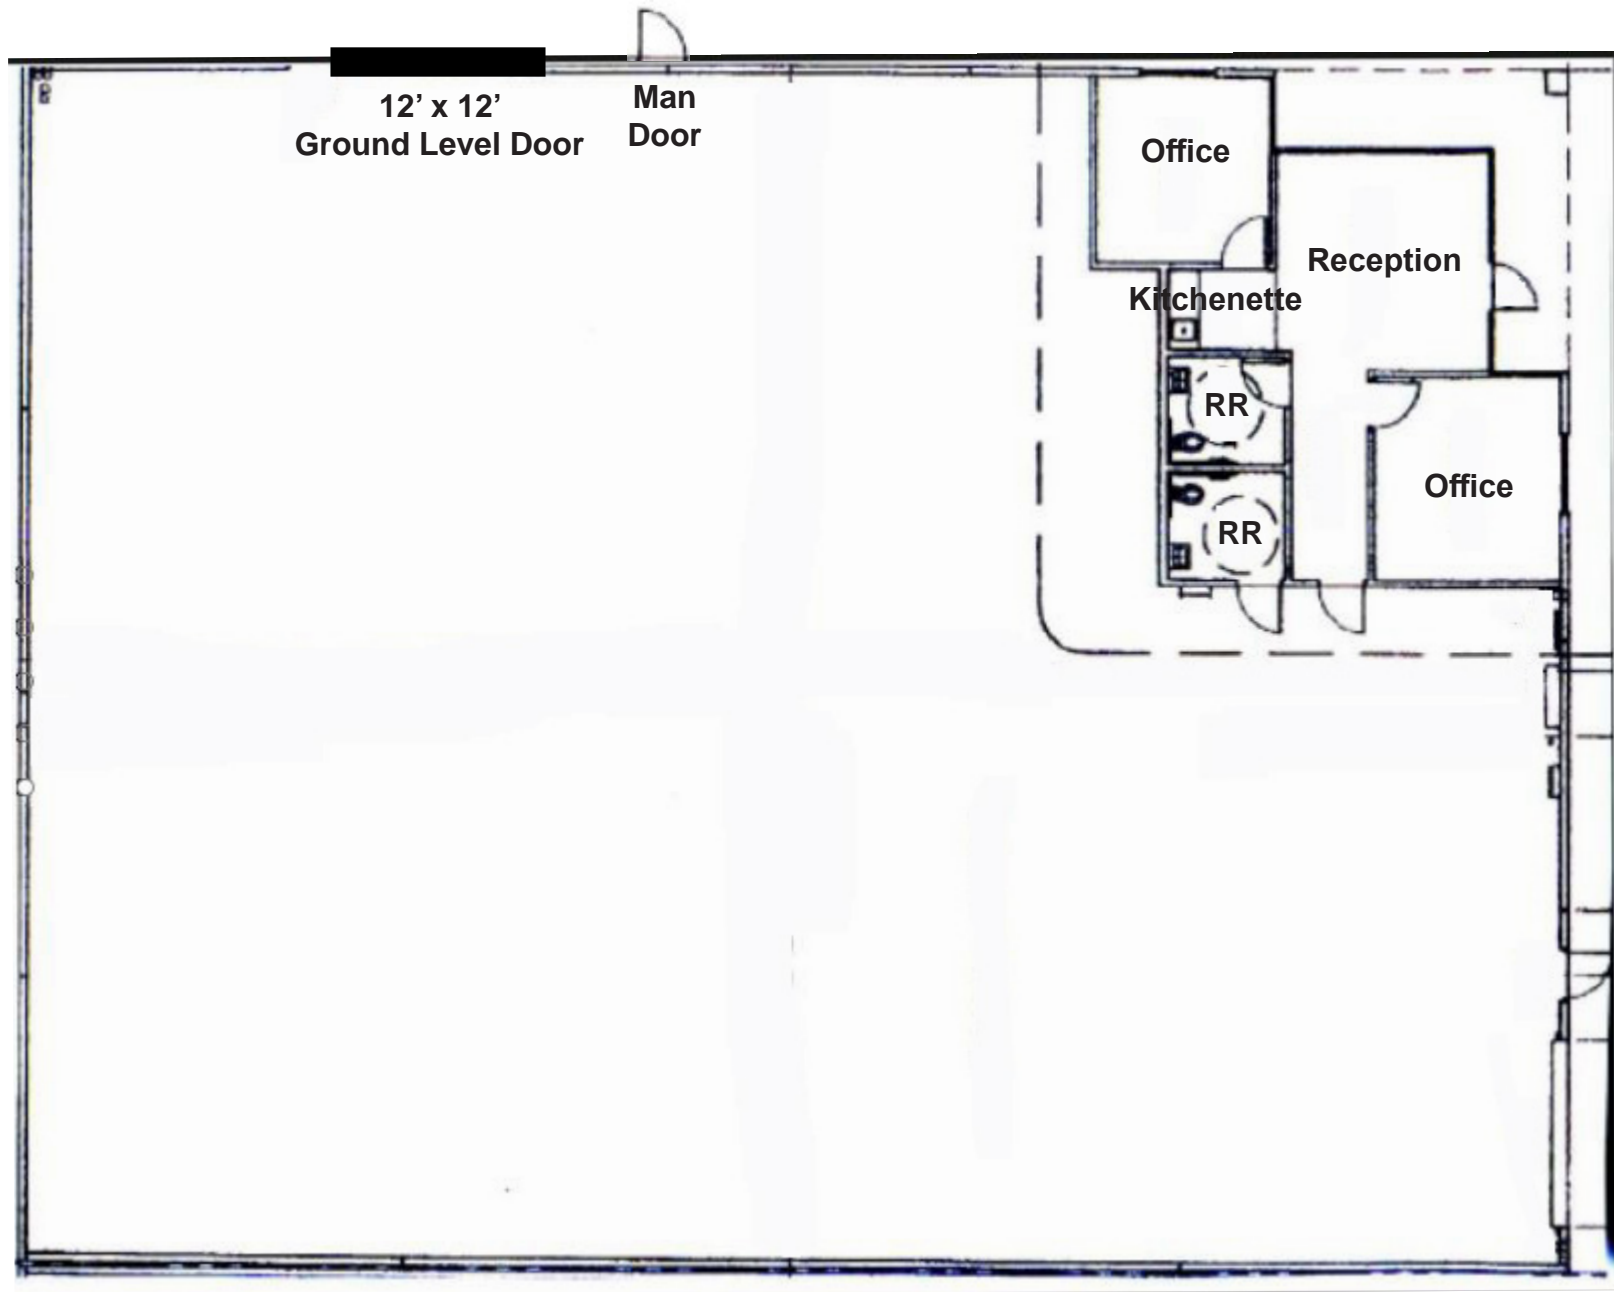 12’ x 12’
Ground Level Door
Man
Door
Office
Reception
Kitchenette
RR
Office
RR